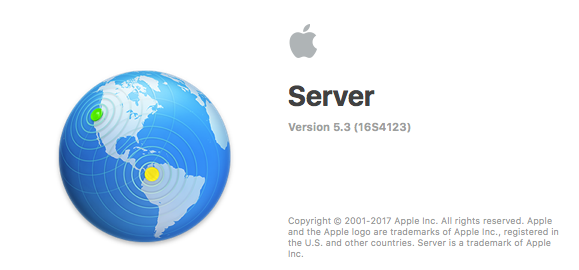 Server
Version 5.3 (16S4123)
Copyright © 2001-2017 Apple Inc. All rights reserved. Apple
and the Apple logo are trademarks of Apple Inc., registered in
the U.S. and other countries. Server is a trademark of Apple
Inc.